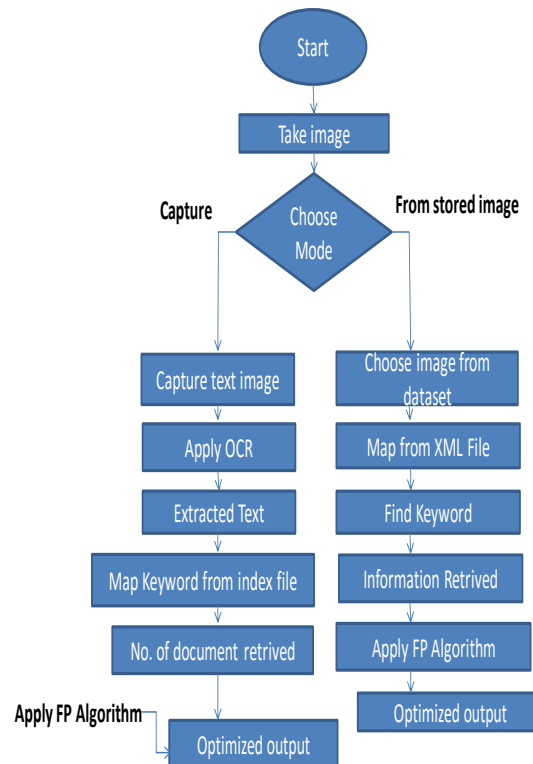 Start
Take image
Choose
Mode
Capture
From stored image
Capture text image
Apply OCR
Extracted Text
Map Keyword from index file
No. of document retrived
Apply FP Algorithm
Optimized output
Choose image from
dataset
Map from XML File
Find Keyword
Information Retrived
Apply FP Algorithm
Optimized output